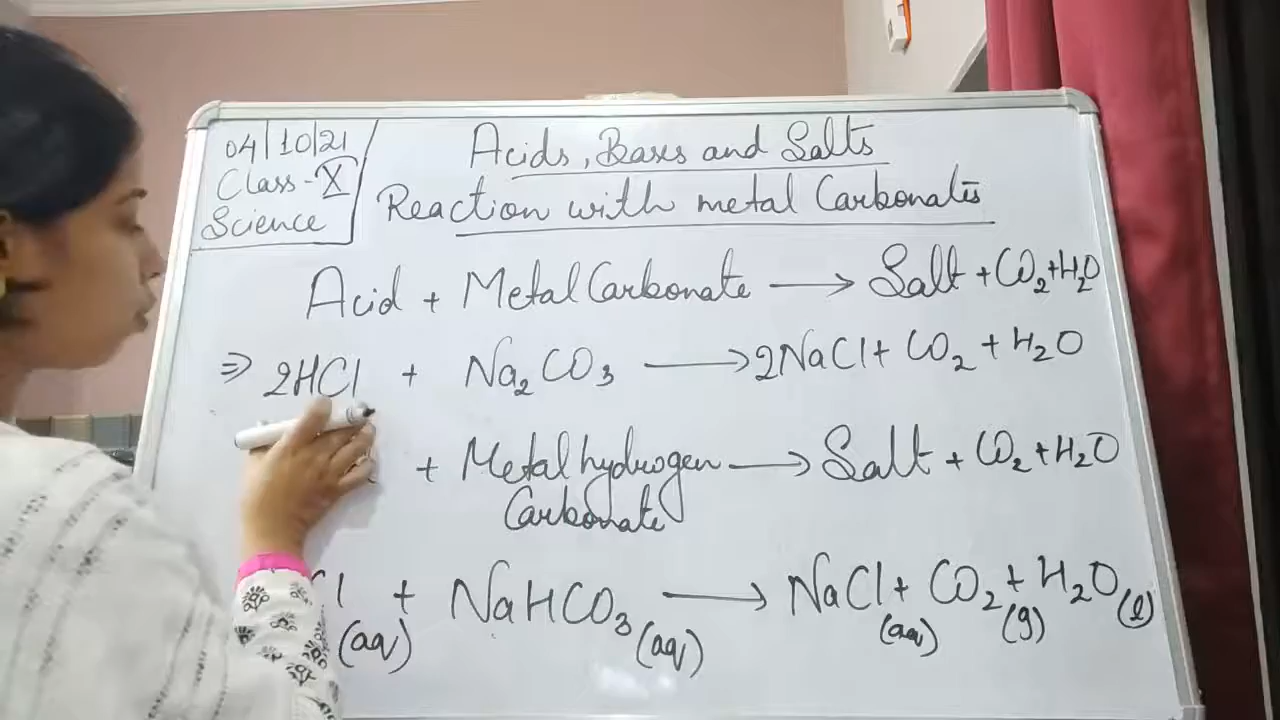 04/10/21
Class-X
Science
Acids, Bases and Salts
Reaction with metal Carbonates
Acid + Metal Carbonate → Salt + CO₂ + H₂O
⇒ 2HCl + Na₂CO₃ → 2NaCl + CO₂ + H₂O
+ Metal hydrogen → Salt + CO₂ + H₂O
Carbonate
Cl + NaHCO₃ → NaCl + CO₂ + H₂O
(aq) (aq) (aq) (g) (l)